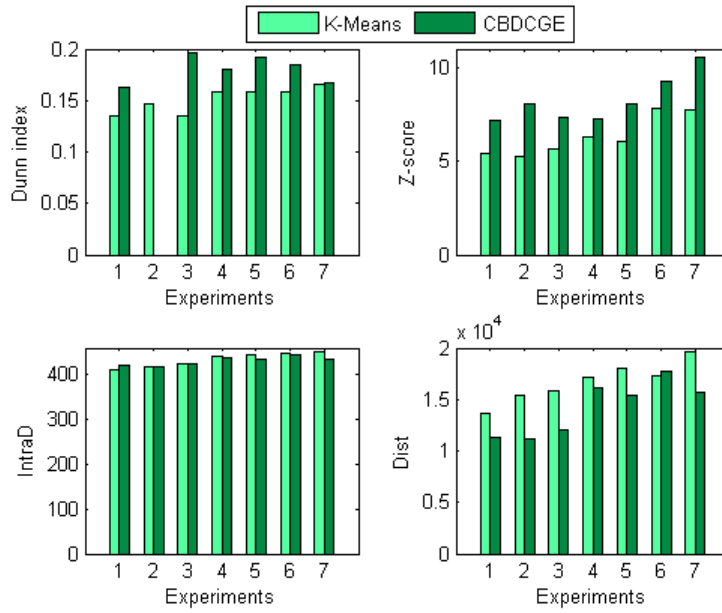 K-Means CBDCGE
Dunn index
0.2
0.15
0.1
0.05
0
1 2 3 4 5 6 7
Experiments
Z-score
10
5
0
1 2 3 4 5 6 7
Experiments
IntraD
400
300
200
100
0
1 2 3 4 5 6 7
Experiments
x 10^4
Dist
2
1.5
1
0.5
0
1 2 3 4 5 6 7
Experiments